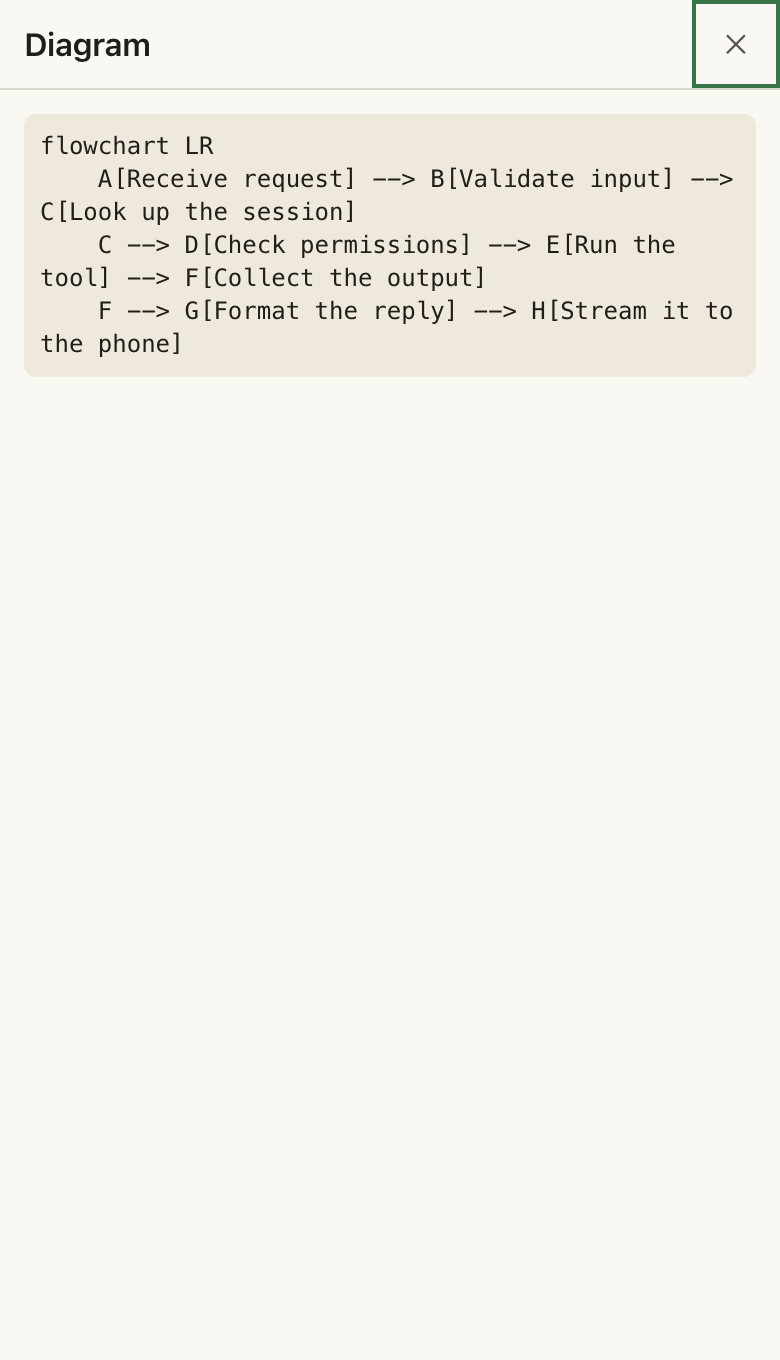 Diagram
flowchart LR
    A[Receive request] --> B[Validate input] -->
C[Look up the session]
    C --> D[Check permissions] --> E[Run the
tool] --> F[Collect the output]
    F --> G[Format the reply] --> H[Stream it to
the phone]